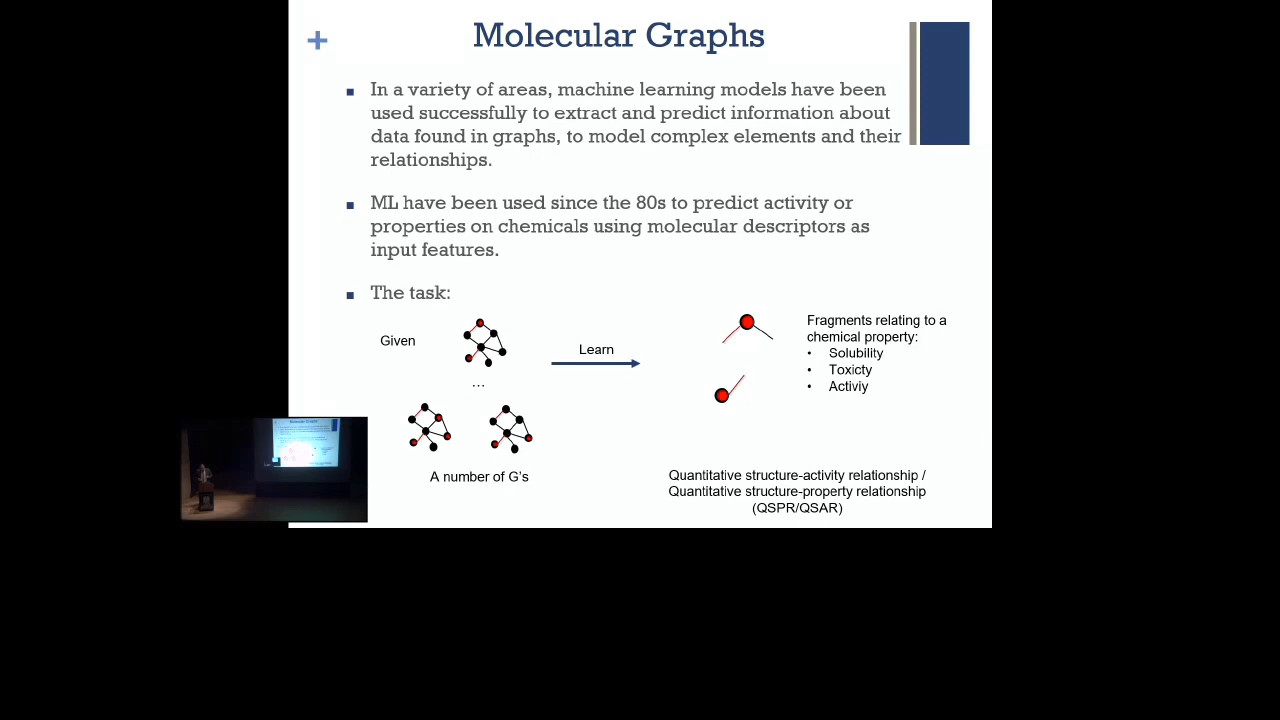 +
Molecular Graphs
In a variety of areas, machine learning models have been
used successfully to extract and predict information about
data found in graphs, to model complex elements and their
relationships.
ML have been used since the 80s to predict activity or
properties on chemicals using molecular descriptors as
input features.
The task:
Given
...
A number of G's
Learn
Fragments relating to a
chemical property:
• Solubility
• Toxicty
• Activiy
Quantitative structure-activity relationship /
Quantitative structure-property relationship
(QSPR/QSAR)
Molecular Graphs